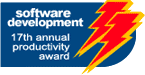 software
development
17th annual
productivity
award